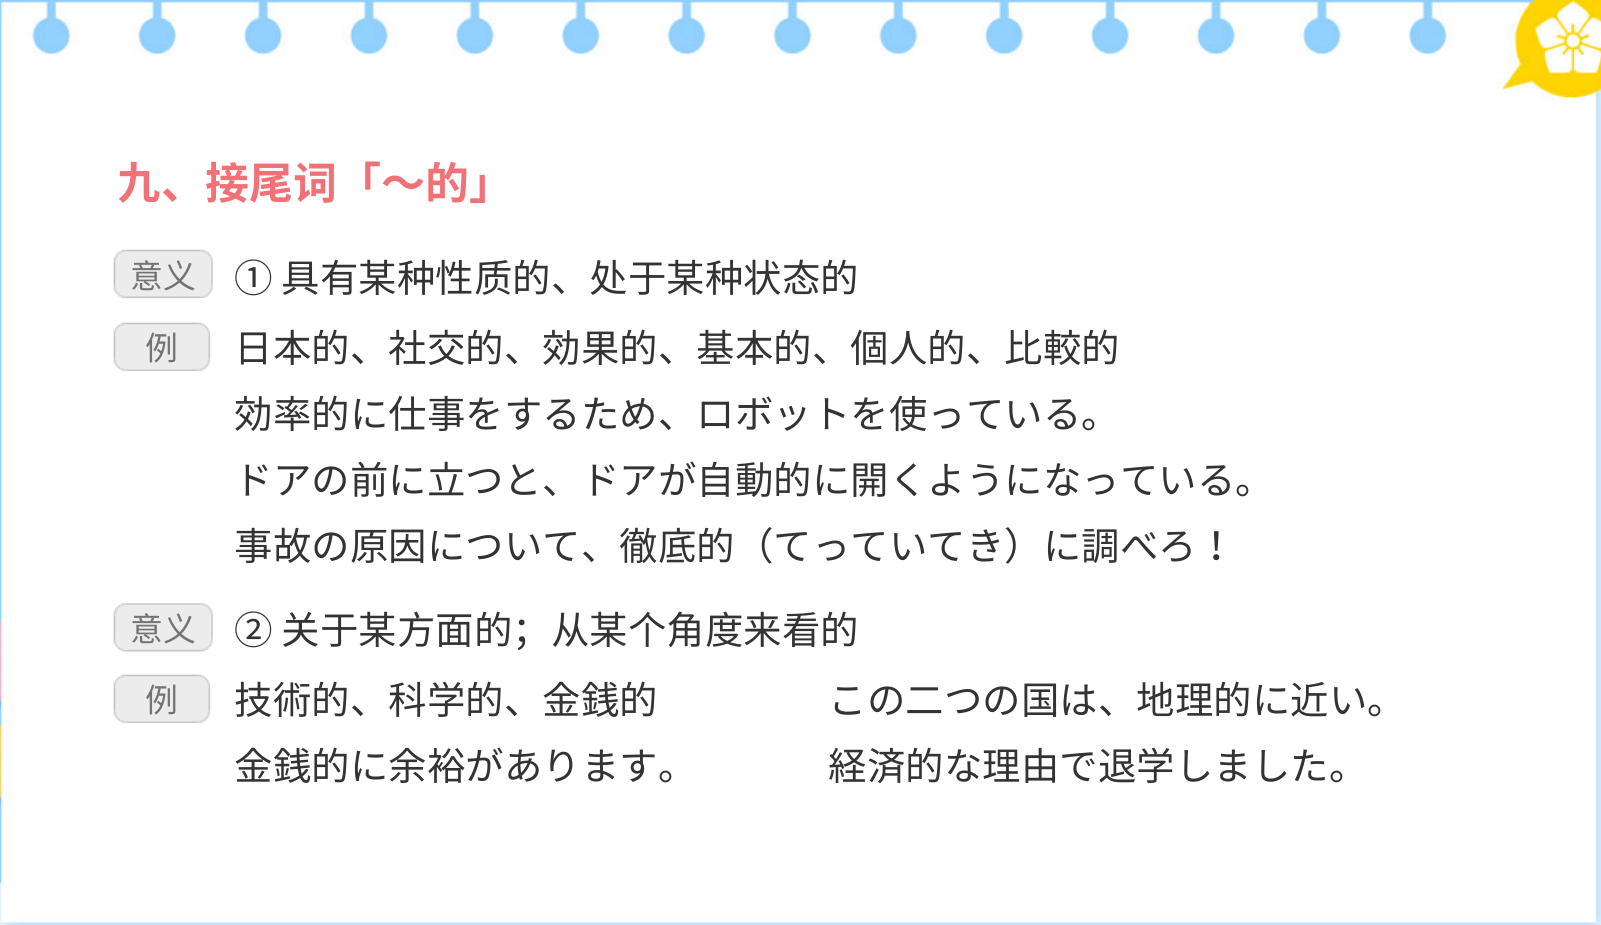 九、接尾词「～的」
意义 ① 具有某种性质的、处于某种状态的
例 日本的、社交的、効果的、基本的、個人的、比較的
効率的に仕事をするため、ロボットを使っている。
ドアの前に立つと、ドアが自動的に開くようになっている。
事故の原因について、徹底的（てっていてき）に調べろ！
意义 ② 关于某方面的；从某个角度来看的
例 技術的、科学的、金銭的 この二つの国は、地理的に近い。
金銭的に余裕があります。 経済的な理由で退学しました。